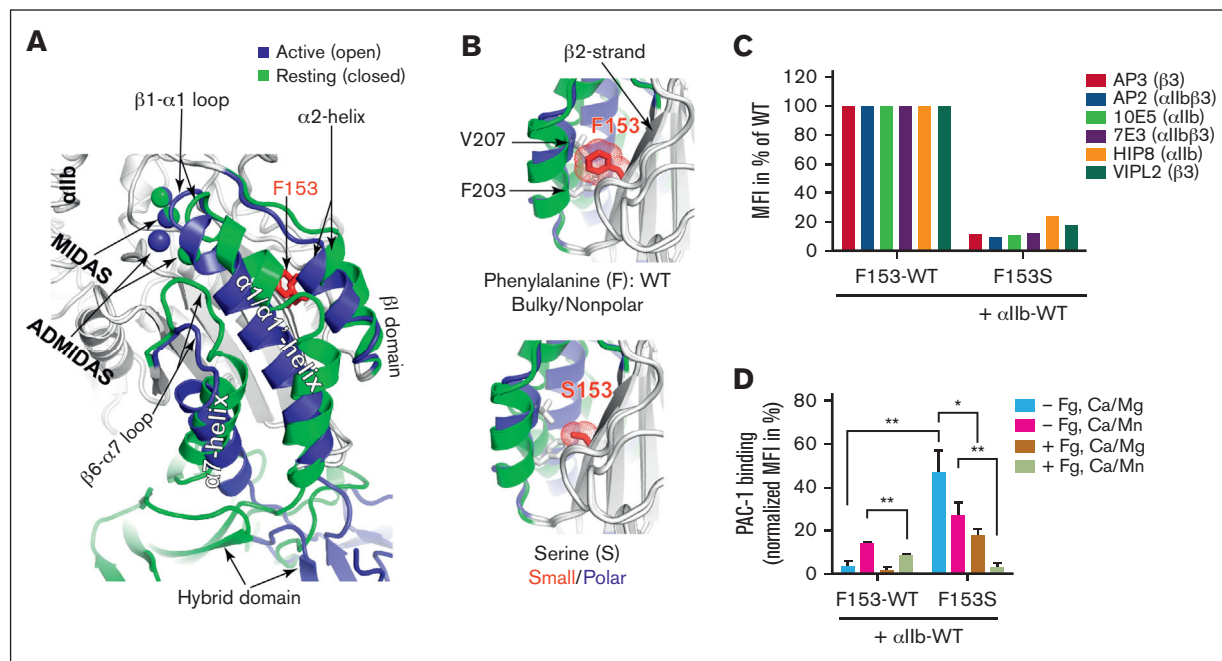 A
Active (open)
Resting (closed)
β1-α1 loop
α2-helix
αIIb
F153
MIDAS
ADMIDAS
α1/α1'-helix
βI domain
β6-α7 loop
α7-helix
Hybrid domain
B
β2-strand
F153
V207
F203
Phenylalanine (F): WT
Bulky/Nonpolar
S153
Serine (S)
Small/Polar
C
MFI in % of WT
120
100
80
60
40
20
0
F153-WT F153S
+ αIIb-WT
AP3 (β3)
AP2 (αIIbβ3)
10E5 (αIIb)
7E3 (αIIbβ3)
HIP8 (αIIb)
VIPL2 (β3)
D
PAC-1 binding
(normalized MFI in %)
80
60
40
20
0
** * **
**
F153-WT F153S
+ αIIb-WT
– Fg, Ca/Mg
– Fg, Ca/Mn
+ Fg, Ca/Mg
+ Fg, Ca/Mn